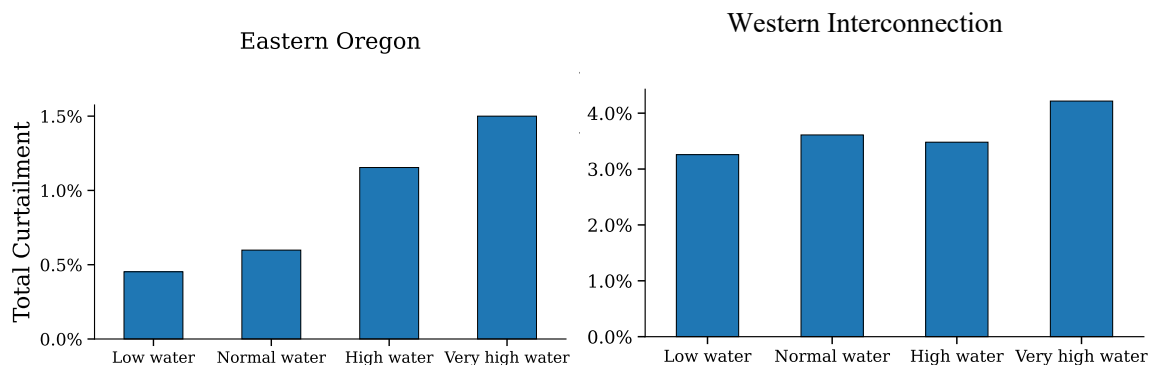 Eastern Oregon
Total Curtailment
1.5%
1.0%
0.5%
0.0%
Low water Normal water High water Very high water
Western Interconnection
4.0%
3.0%
2.0%
1.0%
0.0%
Low water Normal water High water Very high water